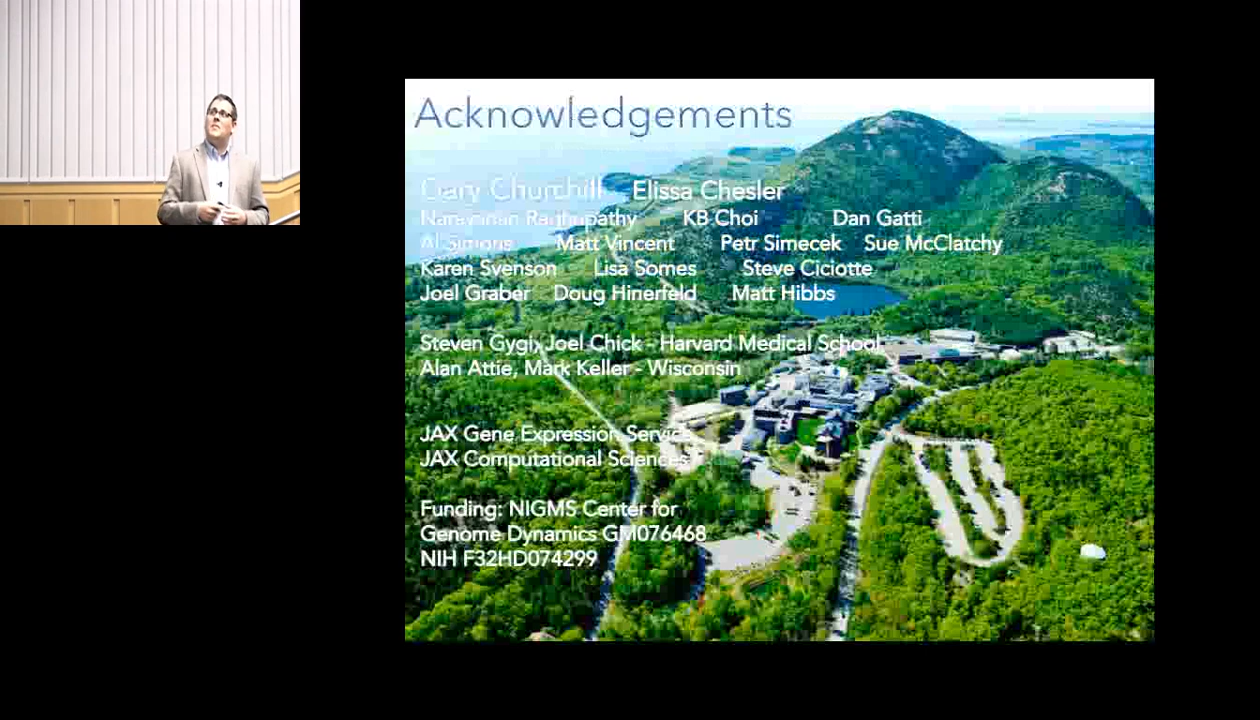 Acknowledgements
Gary Churchill Elissa Chesler
Narayanan Raghupathy KB Choi Dan Gatti
Al Simons Matt Vincent Petr Simecek Sue McClatchy
Karen Svenson Lisa Somes Steve Ciciotte
Joel Graber Doug Hinerfeld Matt Hibbs
Steven Gygi, Joel Chick - Harvard Medical School
Alan Attie, Mark Keller - Wisconsin
JAX Gene Expression Service
JAX Computational Sciences
Funding: NIGMS Center for
Genome Dynamics GM076468
NIH F32HD074299